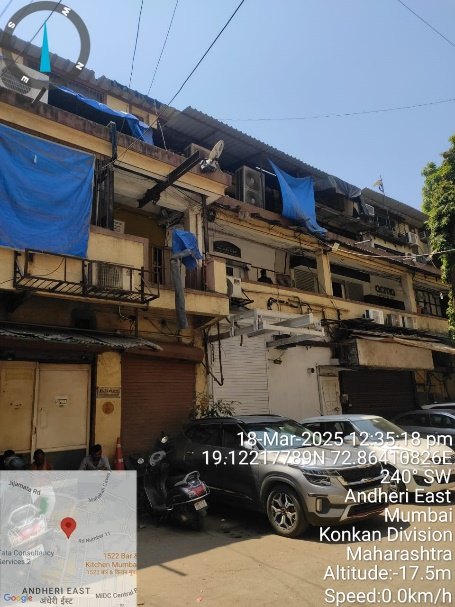 W
N
S
E
acme
18-Mar-2025 12:35:18 pm
19.12217789N 72.86410826E
240° SW
Andheri East
Mumbai
Konkan Division
Maharashtra
Altitude:-17.5m
Speed:0.0km/h
Rd Number 11
Tata Consultancy
Services 2
1522 Bar &
Kitchen Mumbai
ANDHERI EAST
अंधेरी ईस्ट
MIDC Central
Google